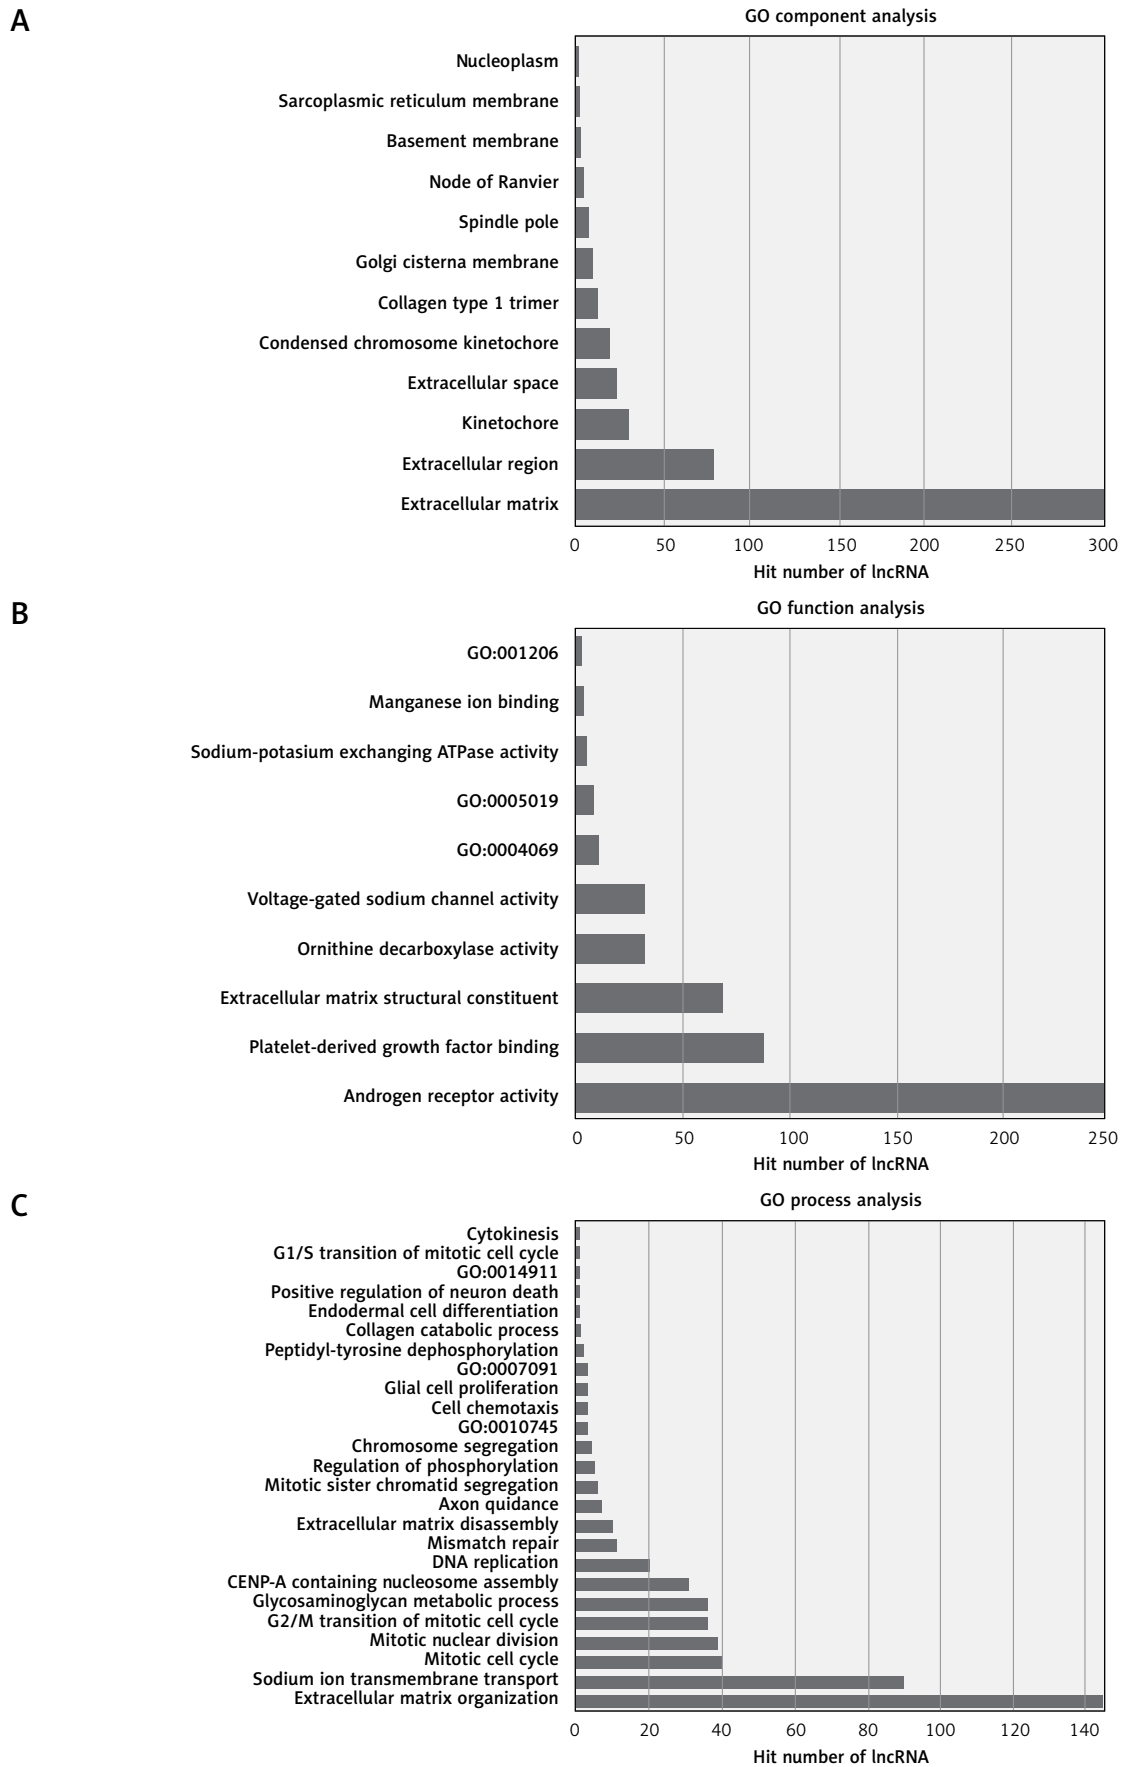 A
GO component analysis
Nucleoplasm
Sarcoplasmic reticulum membrane
Basement membrane
Node of Ranvier
Spindle pole
Golgi cisterna membrane
Collagen type 1 trimer
Condensed chromosome kinetochore
Extracellular space
Kinetochore
Extracellular region
Extracellular matrix
0 50 100 150 200 250 300
Hit number of lncRNA
B
GO function analysis
GO:001206
Manganese ion binding
Sodium-potasium exchanging ATPase activity
GO:0005019
GO:0004069
Voltage-gated sodium channel activity
Ornithine decarboxylase activity
Extracellular matrix structural constituent
Platelet-derived growth factor binding
Androgen receptor activity
0 50 100 150 200 250
Hit number of lncRNA
C
GO process analysis
Cytokinesis
G1/S transition of mitotic cell cycle
GO:0014911
Positive regulation of neuron death
Endodermal cell differentiation
Collagen catabolic process
Peptidyl-tyrosine dephosphorylation
GO:0007091
Glial cell proliferation
Cell chemotaxis
GO:0010745
Chromosome segregation
Regulation of phosphorylation
Mitotic sister chromatid segregation
Axon quidance
Extracellular matrix disassembly
Mismatch repair
DNA replication
CENP-A containing nucleosome assembly
Glycosaminoglycan metabolic process
G2/M transition of mitotic cell cycle
Mitotic nuclear division
Mitotic cell cycle
Sodium ion transmembrane transport
Extracellular matrix organization
0 20 40 60 80 100 120 140
Hit number of lncRNA